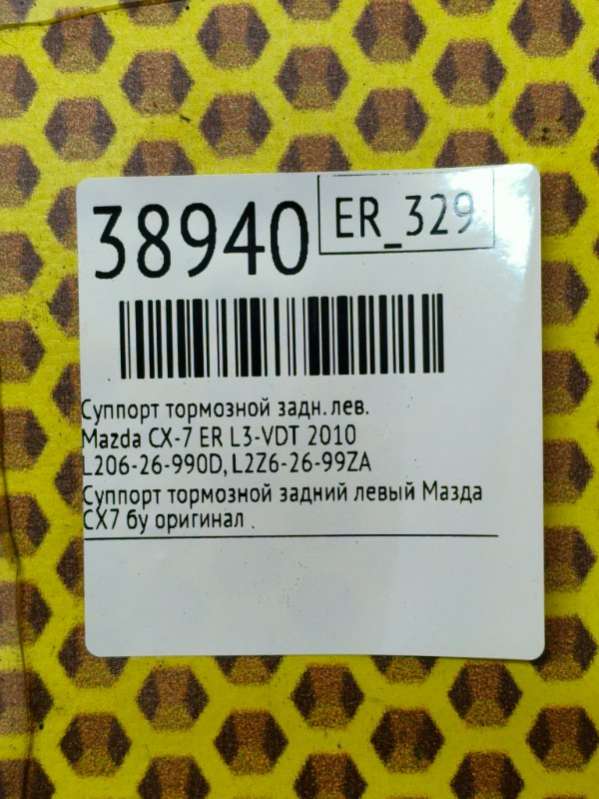 38940
ER_329
Суппорт тормозной задн. лев.
Mazda CX-7 ER L3-VDT 2010
L206-26-990D, L2Z6-26-99ZA
Суппорт тормозной задний левый Мазда
СХ7 бу оригинал .